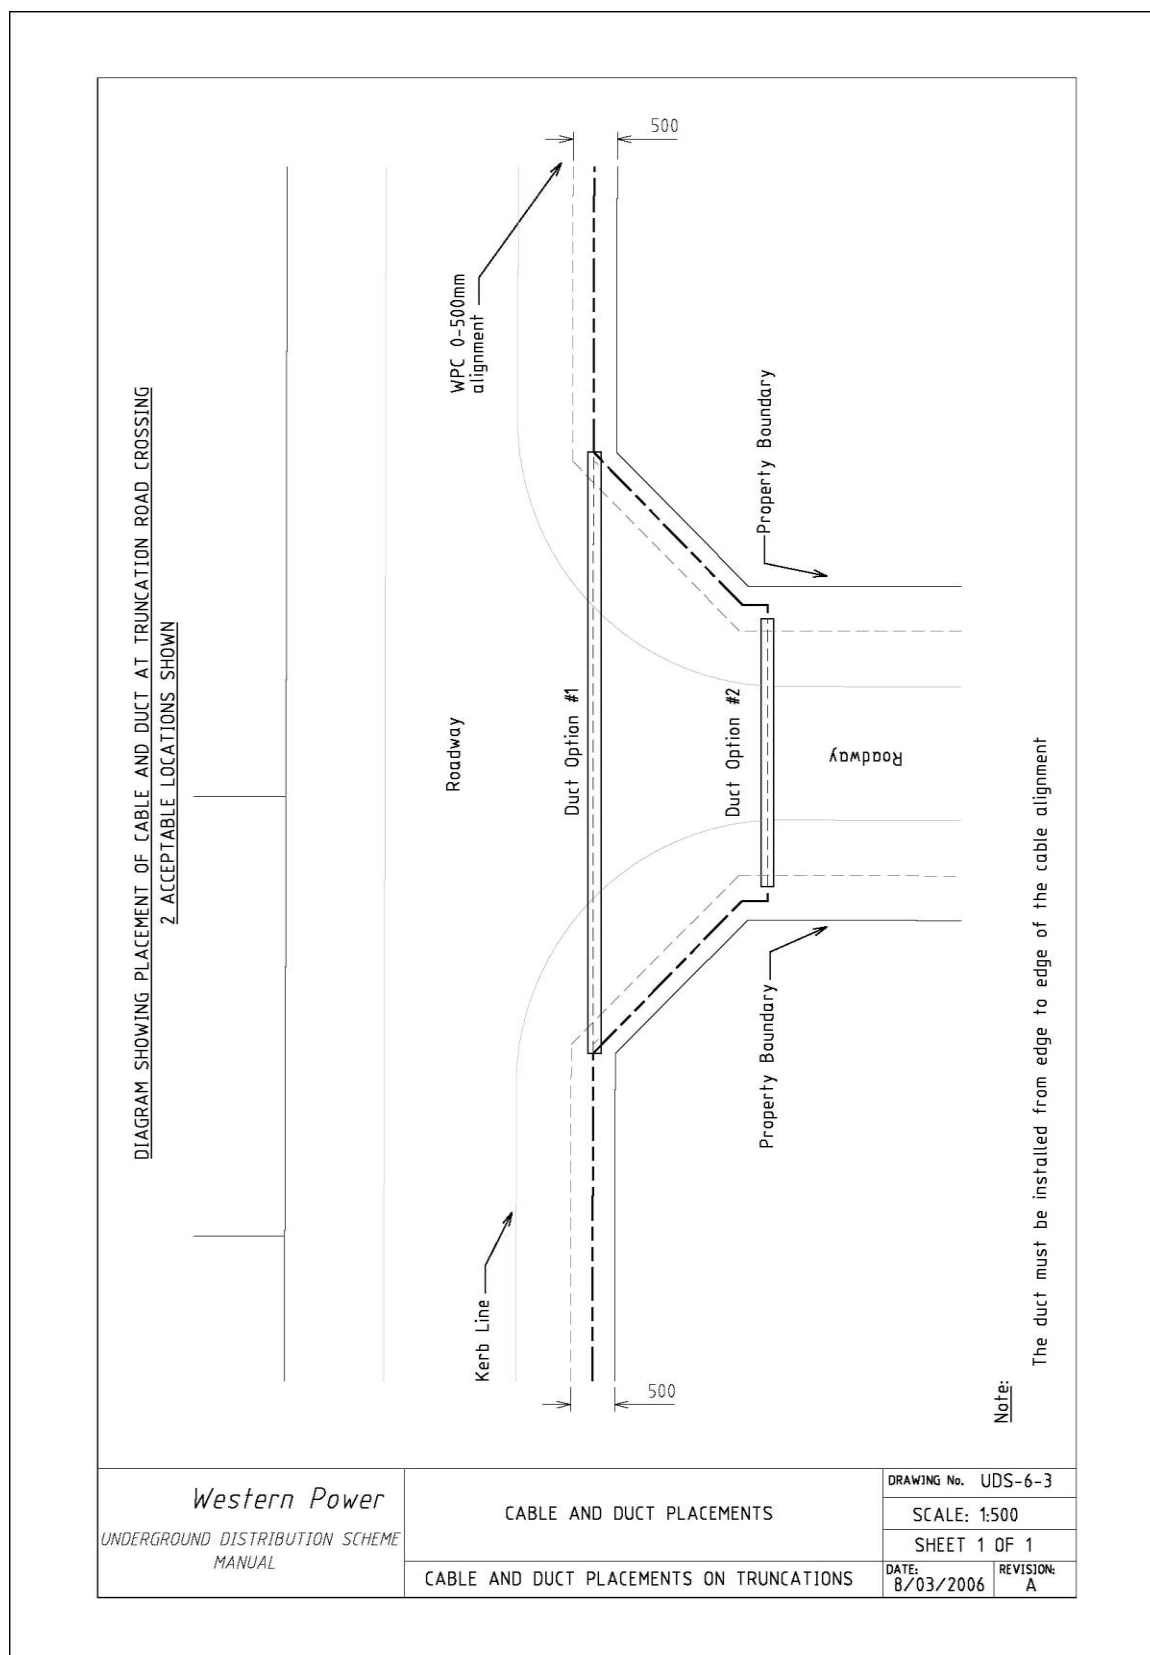 DIAGRAM SHOWING PLACEMENT OF CABLE AND DUCT AT TRUNCATION ROAD CROSSING
2 ACCEPTABLE LOCATIONS SHOWN
500
WPC 0-500mm
alignment
Roadway
Kerb Line
Duct Option #1
Duct Option #2
Property Boundary
Property Boundary
Roadway
500
Note:
The duct must be installed from edge to edge of the cable alignment
Western Power
UNDERGROUND DISTRIBUTION SCHEME
MANUAL
CABLE AND DUCT PLACEMENTS
CABLE AND DUCT PLACEMENTS ON TRUNCATIONS
DRAWING No. UDS-6-3
SCALE: 1:500
SHEET 1 OF 1
DATE:
8/03/2006
REVISION:
A